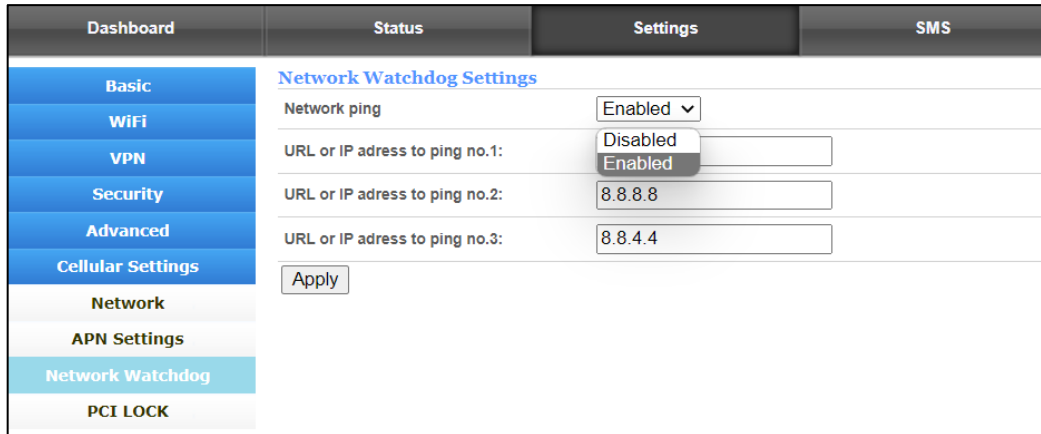 Dashboard Status Settings SMS
Basic
WiFi
VPN
Security
Advanced
Cellular Settings
Network
APN Settings
Network Watchdog
PCI LOCK
Network Watchdog Settings
Network ping Enabled
Disabled
Enabled
URL or IP adress to ping no.1:
URL or IP adress to ping no.2: 8.8.8.8
URL or IP adress to ping no.3: 8.8.4.4
Apply